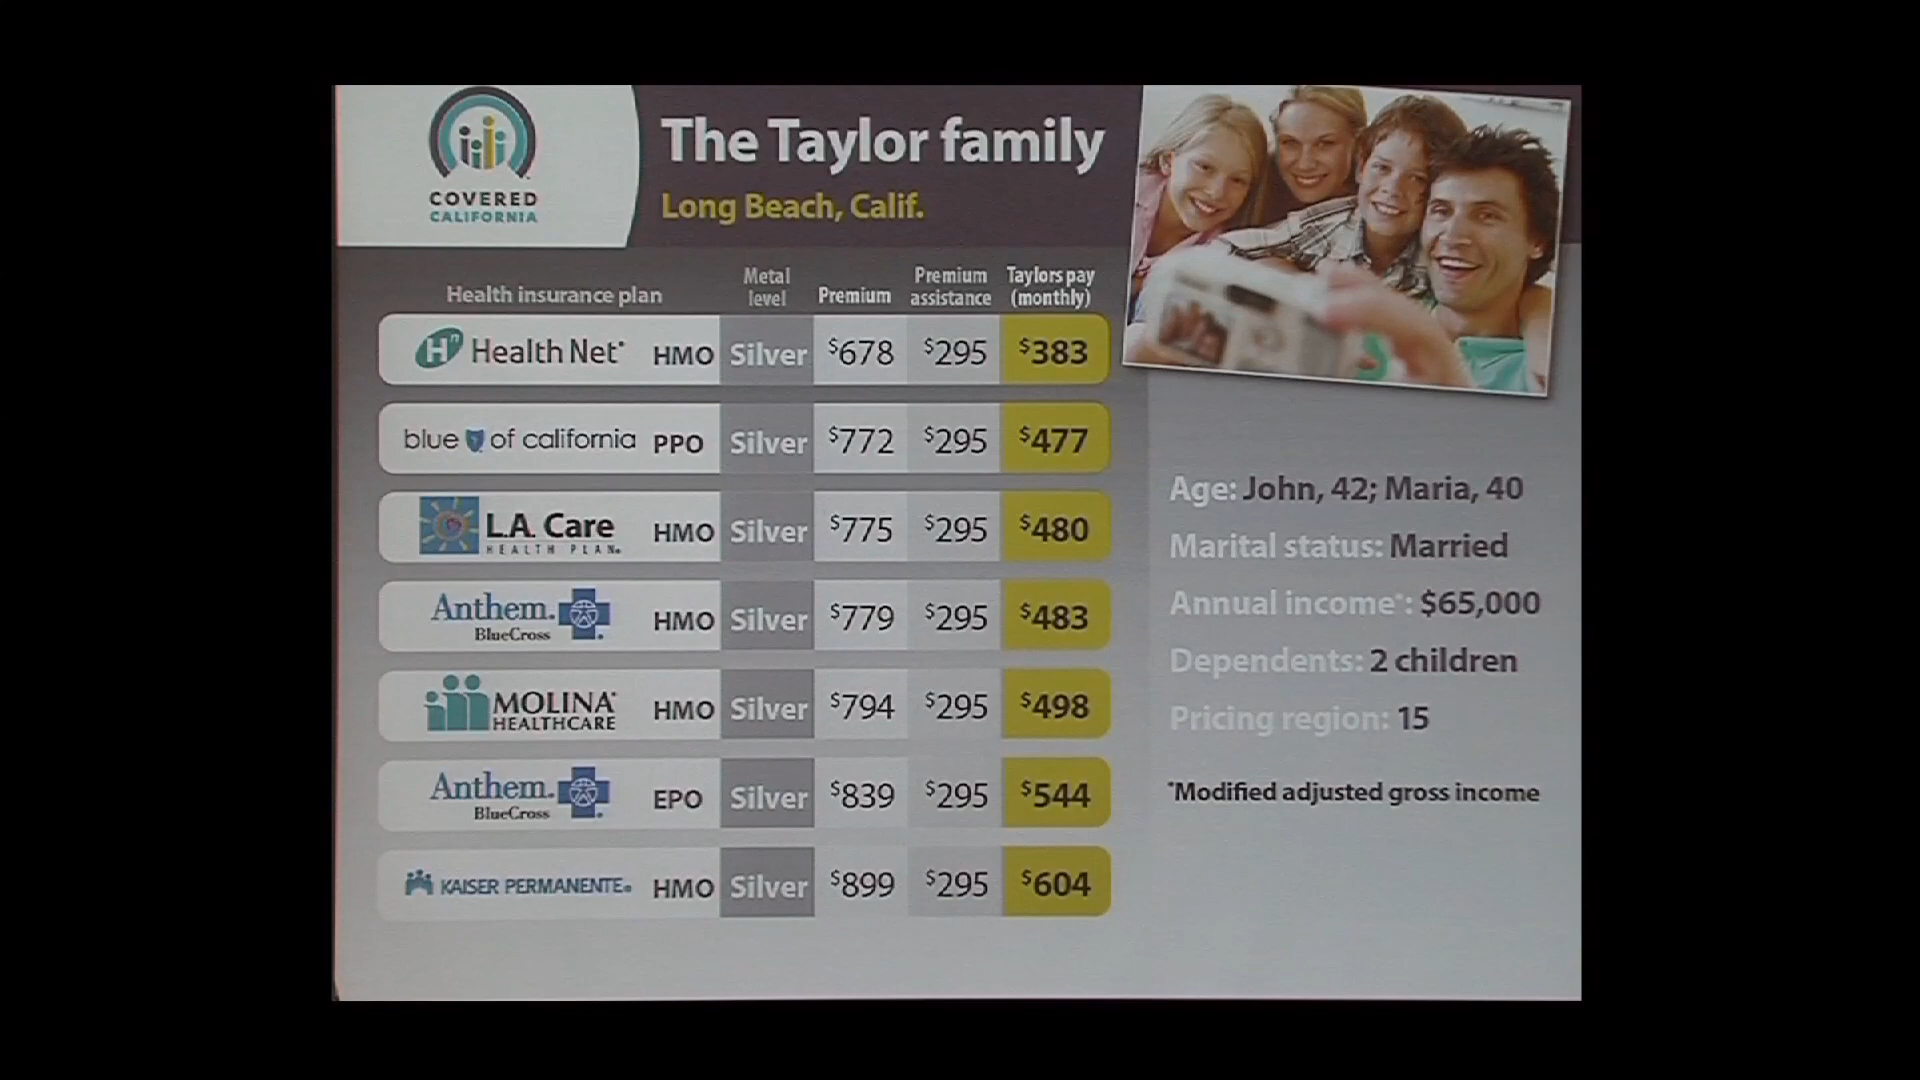 COVERED
CALIFORNIA
The Taylor family
Long Beach, Calif.
Health insurance plan
Metal level
Premium
Premium assistance
Taylors pay (monthly)
Health Net® HMO Silver $678 $295 $383
blue of california PPO Silver $772 $295 $477
L.A. Care HEALTH PLAN® HMO Silver $775 $295 $480
Anthem. BlueCross HMO Silver $779 $295 $483
MOLINA® HEALTHCARE HMO Silver $794 $295 $498
Anthem. BlueCross EPO Silver $839 $295 $544
KAISER PERMANENTE® HMO Silver $899 $295 $604
Age: John, 42; Maria, 40
Marital status: Married
Annual income*: $65,000
Dependents: 2 children
Pricing region: 15
*Modified adjusted gross income